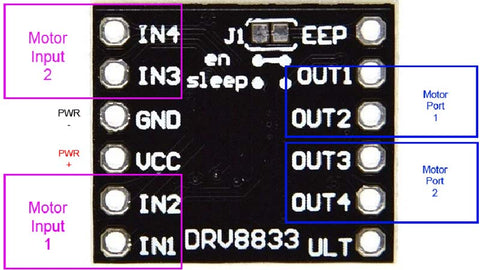 Motor
Input
2
IN4
IN3
J1
en
sleep
EEP
OUT1
OUT2
Motor
Port
1
PWR
-
GND
PWR
+
VCC
OUT3
OUT4
Motor
Port
2
Motor
Input
1
IN2
IN1
DRV8833
ULT